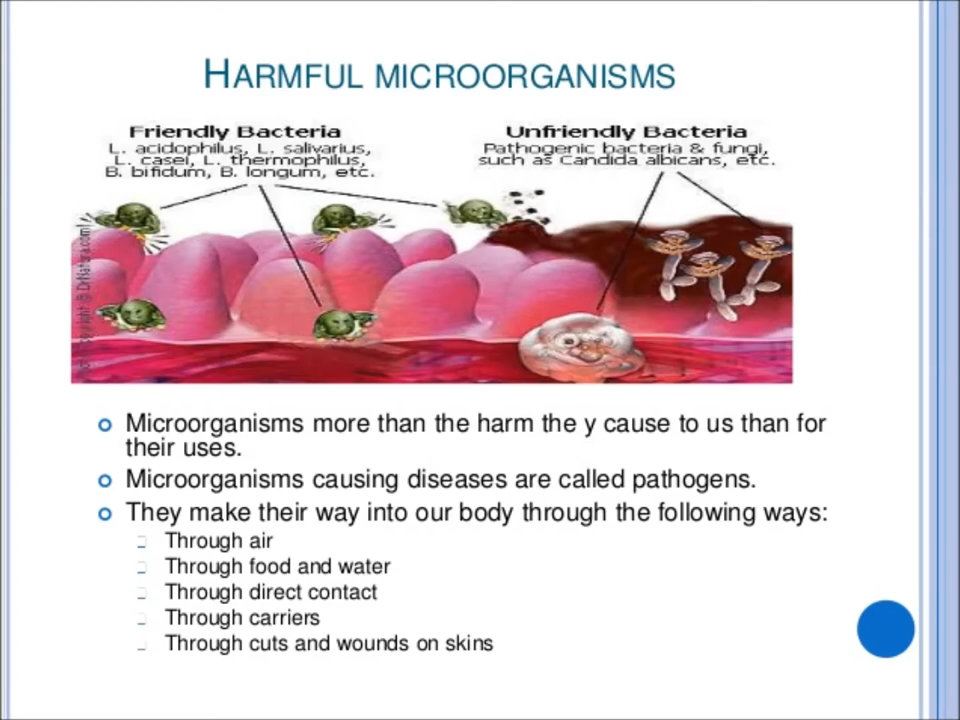 HARMFUL MICROORGANISMS
Friendly Bacteria
L. acidophilus, L. salivarius,
L. casei, L. thermophilus,
B. bifidum, B. longum, etc.
Unfriendly Bacteria
Pathogenic bacteria & fungi,
such as Candida albicans, etc.
@ DrNatura.com
Microorganisms more than the harm the y cause to us than for
their uses.
Microorganisms causing diseases are called pathogens.
They make their way into our body through the following ways:
Through air
Through food and water
Through direct contact
Through carriers
Through cuts and wounds on skins